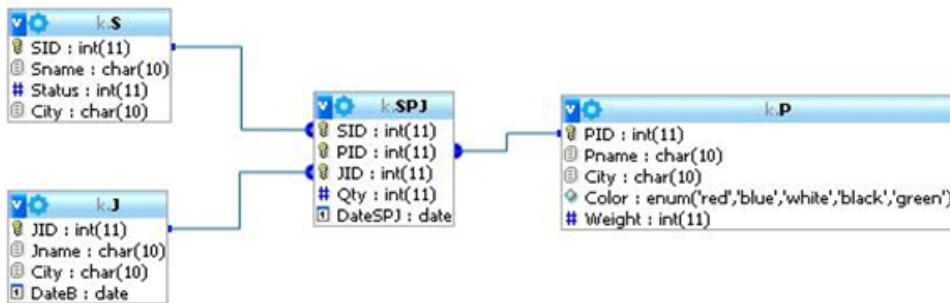 k.S
SID : int(11)
Sname : char(10)
# Status : int(11)
City : char(10)
k.J
JID : int(11)
Jname : char(10)
City : char(10)
DateB : date
k.SPJ
SID : int(11)
PID : int(11)
JID : int(11)
# Qty : int(11)
DateSPJ : date
k.P
PID : int(11)
Pname : char(10)
City : char(10)
Color : enum('red','blue','white','black','green')
# Weight : int(11)